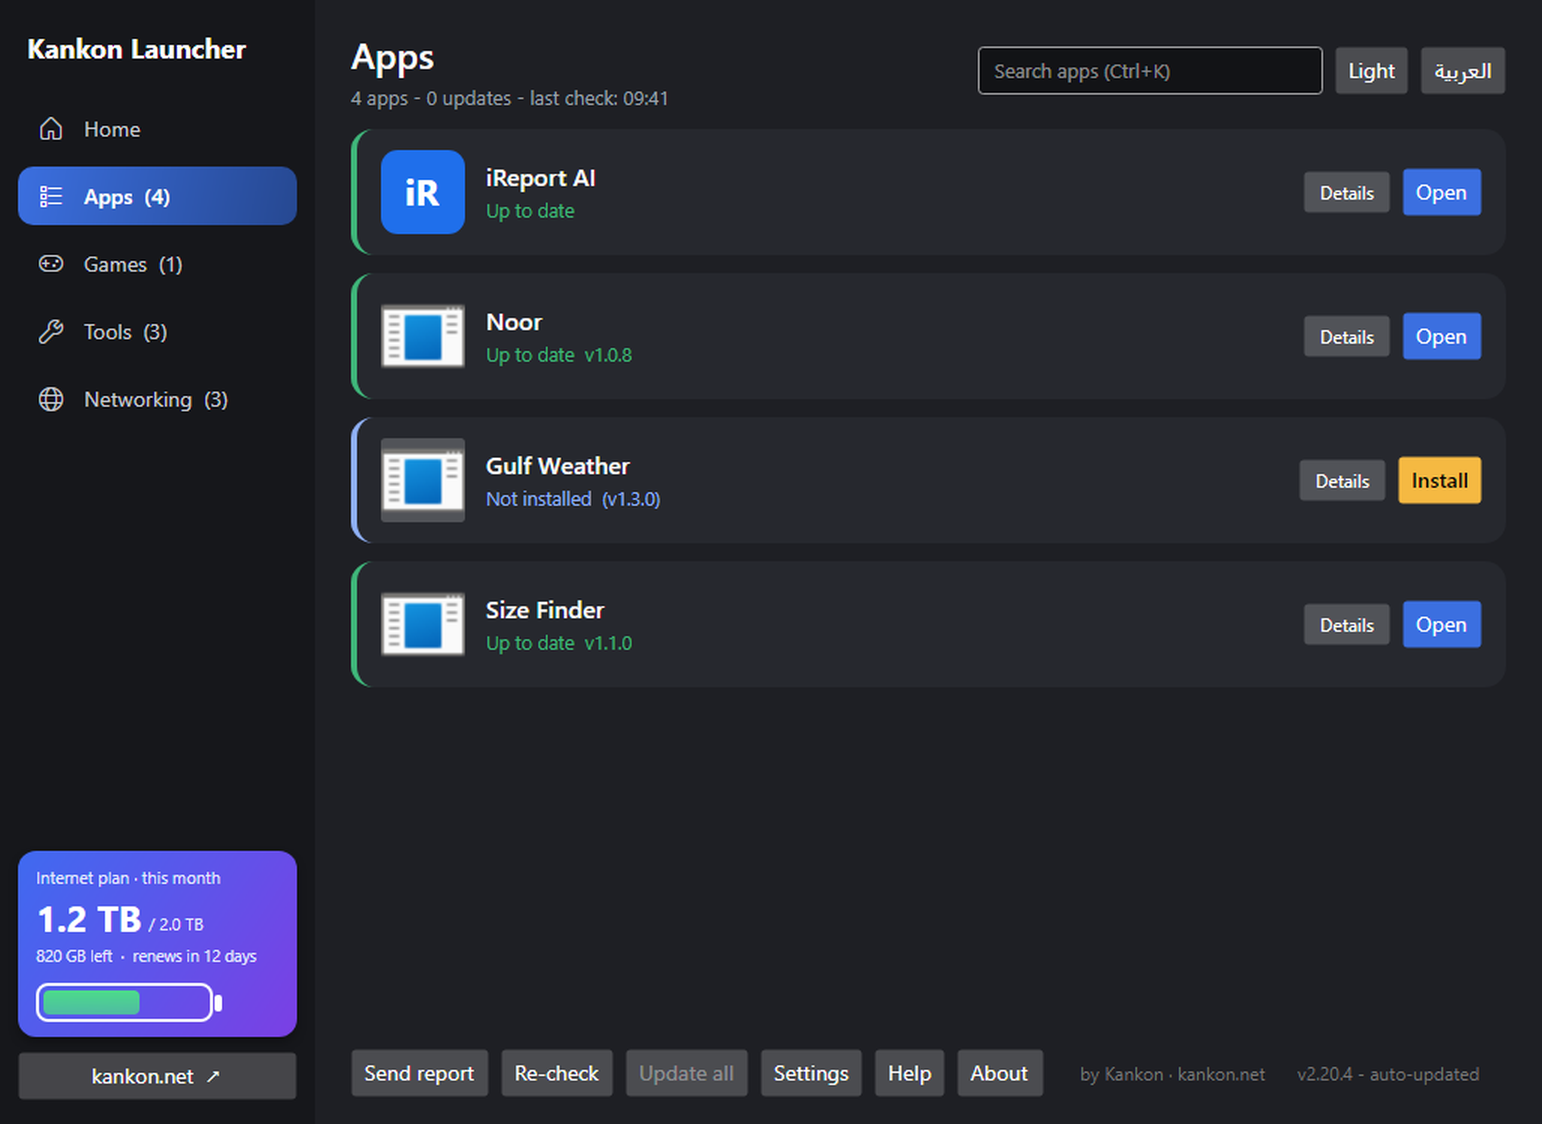 Kankon Launcher
Home
Apps (4)
Games (1)
Tools (3)
Networking (3)
Internet plan · this month
1.2 TB / 2.0 TB
820 GB left · renews in 12 days
kankon.net ↗
Apps
4 apps - 0 updates - last check: 09:41
Search apps (Ctrl+K)
Light
العربية
iR
iReport AI
Up to date
Details
Open
Noor
Up to date v1.0.8
Details
Open
Gulf Weather
Not installed (v1.3.0)
Details
Install
Size Finder
Up to date v1.1.0
Details
Open
Send report
Re-check
Update all
Settings
Help
About
by Kankon · kankon.net
v2.20.4 - auto-updated